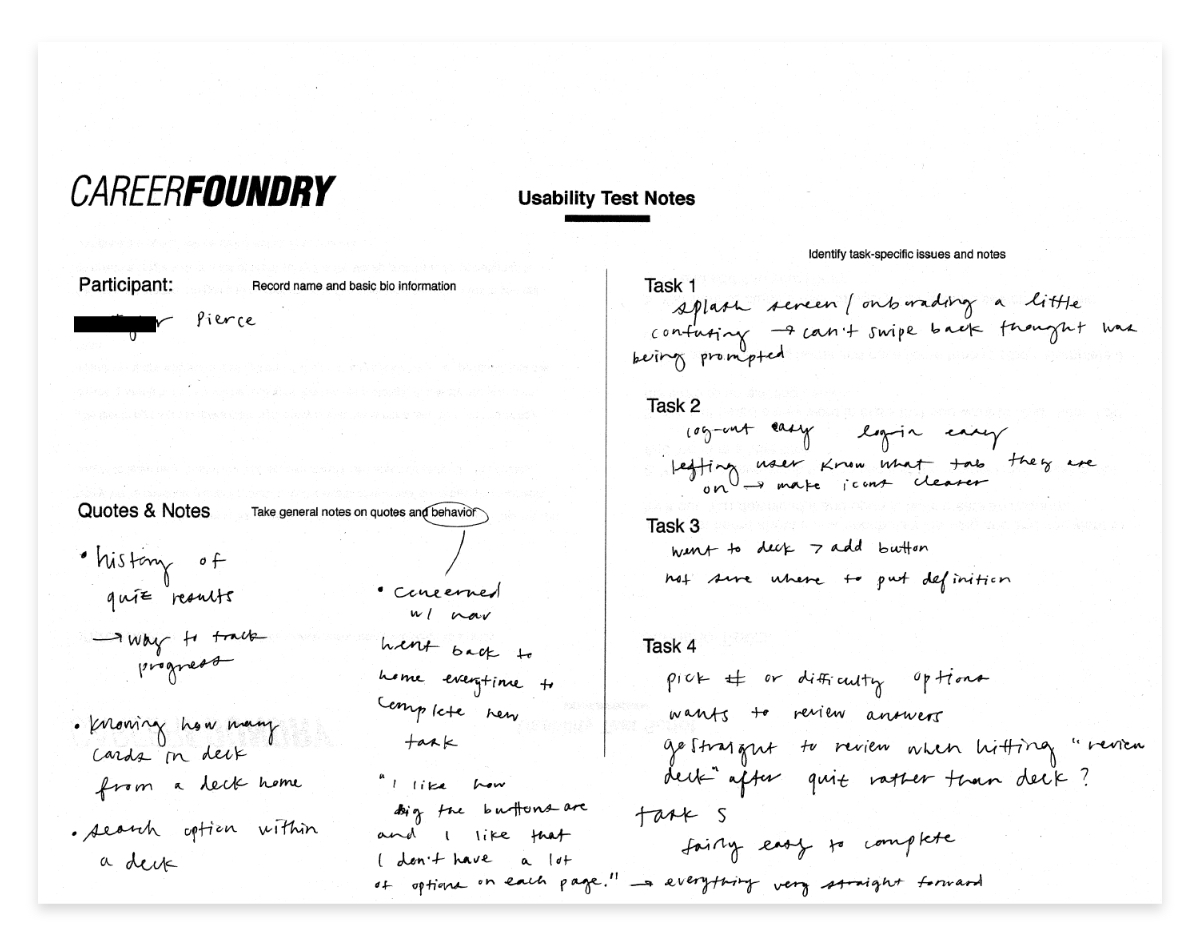 CAREERFOUNDRY
Usability Test Notes
Participant:
Record name and basic bio information
Pierce
Quotes & Notes
Take general notes on quotes and behavior
• history of
quiz results
→ way to track
progress
• knowing how many
cards in deck
from a deck home
• search option within
a deck
• concerned
w/ nav
went back to
home everytime to
complete new
task
"I like how
big the buttons are
and I like that
I don't have a lot
of options on each page." → everything very straight forward
Identify task-specific issues and notes
Task 1
splash screen / onborading a little
confusing → can't swipe back thought was
being prompted
Task 2
log-out easy login easy
letting user know what tab they are
on → make icons clearer
Task 3
went to deck > add button
not sure where to put definition
Task 4
pick # or difficulty options
wants to review answers
go straight to review when hitting "review
deck" after quiz rather than deck?
task 5
fairly easy to complete